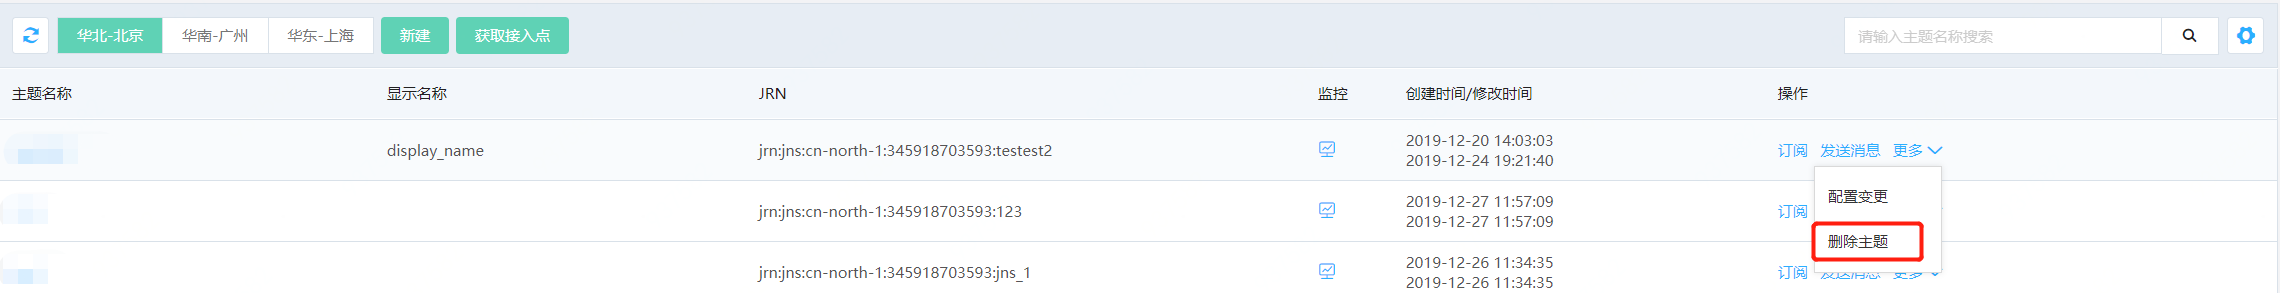 华北-北京 华南-广州 华东-上海 新建 获取接入点 请输入主题名称搜索
主题名称 显示名称 JRN 监控 创建时间/修改时间 操作
display_name jrn:jns:cn-north-1:345918703593:testest2 2019-12-20 14:03:03 订阅 发送消息 更多
2019-12-24 19:21:40
配置变更
jrn:jns:cn-north-1:345918703593:123 2019-12-27 11:57:09 订阅
2019-12-27 11:57:09
删除主题
jrn:jns:cn-north-1:345918703593:jns_1 2019-12-26 11:34:35 订阅 发送消息 更多
2019-12-26 11:34:35